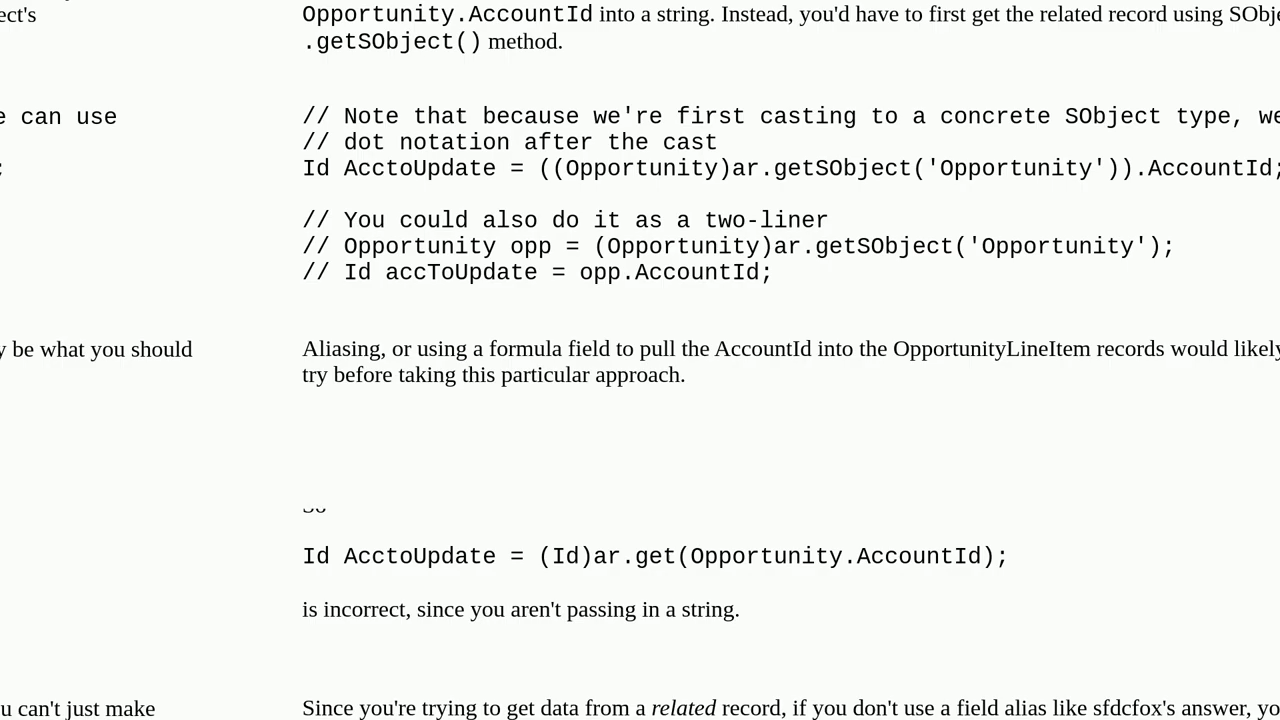 ect's
Opportunity.AccountId into a string. Instead, you'd have to first get the related record using SObje
.getSObject() method.
e can use
// Note that because we're first casting to a concrete SObject type, we
// dot notation after the cast
;
Id AcctoUpdate = ((Opportunity)ar.getSObject('Opportunity')).AccountId;
// You could also do it as a two-liner
// Opportunity opp = (Opportunity)ar.getSObject('Opportunity');
// Id accToUpdate = opp.AccountId;
y be what you should
Aliasing, or using a formula field to pull the AccountId into the OpportunityLineItem records would likely
try before taking this particular approach.
Id AcctoUpdate = (Id)ar.get(Opportunity.AccountId);
is incorrect, since you aren't passing in a string.
u can't just make
Since you're trying to get data from a related record, if you don't use a field alias like sfdcfox's answer, yo